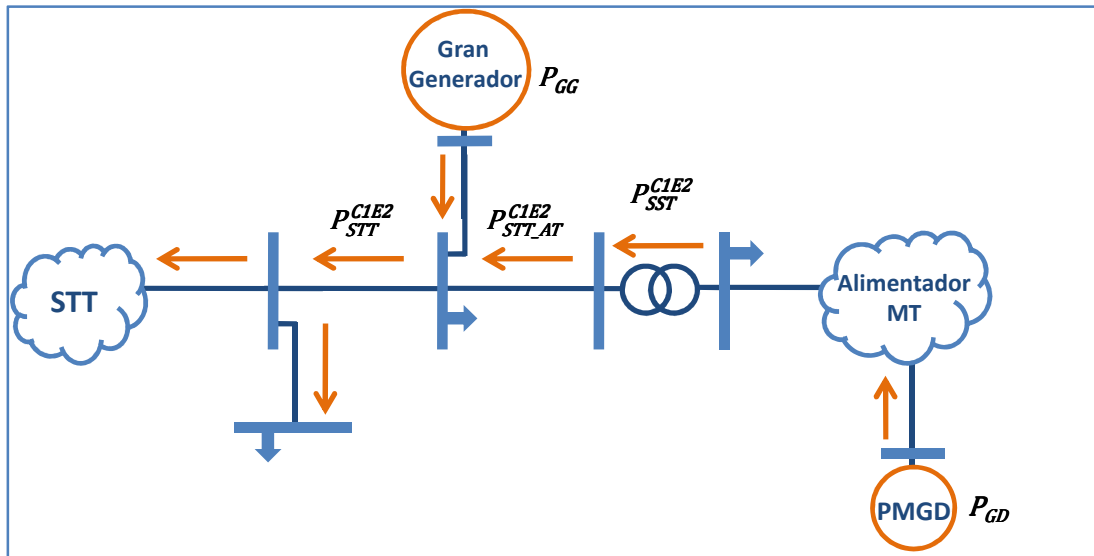 Gran
Generador
P_GG
P_STT^C1E2
P_STT_AT^C1E2
P_SST^C1E2
STT
Alimentador
MT
PMGD
P_GD